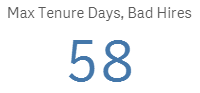 Max Tenure Days, Bad Hires
58